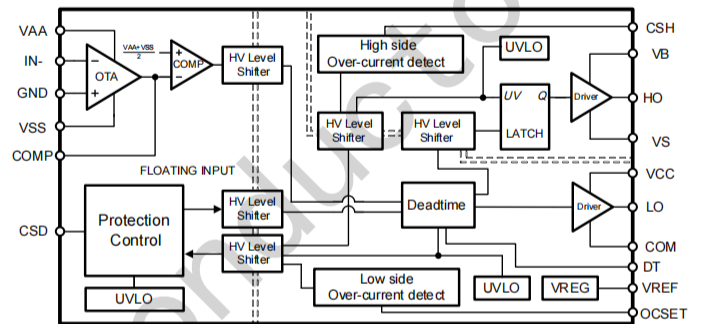 VAA
IN-
GND
VSS
COMP
CSD
OTA
VAA+VSS
2
COMP
HV Level
Shifter
FLOATING INPUT
Protection
Control
UVLO
HV Level
Shifter
HV Level
Shifter
High side
Over-current detect
UVLO
HV Level
Shifter
HV Level
Shifter
UV Q
LATCH
Driver
Deadtime
Driver
Low side
Over-current detect
UVLO
VREG
CSH
VB
HO
VS
VCC
LO
COM
DT
VREF
OCSET
onducto